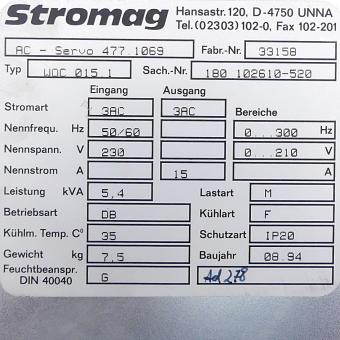 Stromag Hansastr. 120, D-4750 UNNA
Tel. (02303) 102-0, Fax 102-201
AC - Servo 477.1069 Fabr.-Nr. 33158
Typ WDC 015.1 Sach.-Nr. 180 102610-520
Eingang Ausgang
Stromart 3AC 3AC Bereiche
Nennfrequ. Hz 50/60 Hz 0...300
Nennspann. V 230 V 0...210
Nennstrom A 15 A
Leistung kVA 5,4 Lastart M
Betriebsart DB Kühlart F
Kühlm. Temp. C° 35 Schutzart IP20
Gewicht kg 7,5 Baujahr 08.94
Feuchtbeanspr. G
DIN 40040